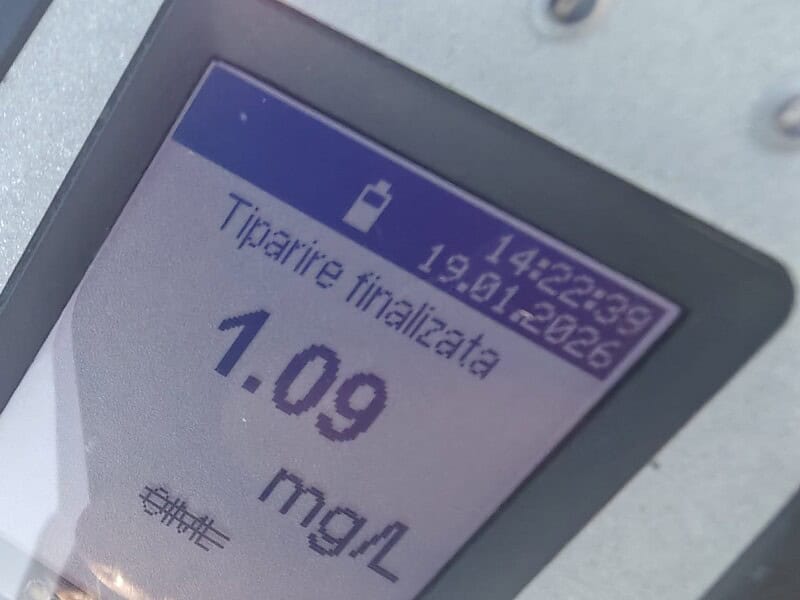 14:22:39
19.01.2026
Tiparire finalizata
1.09
mg/L